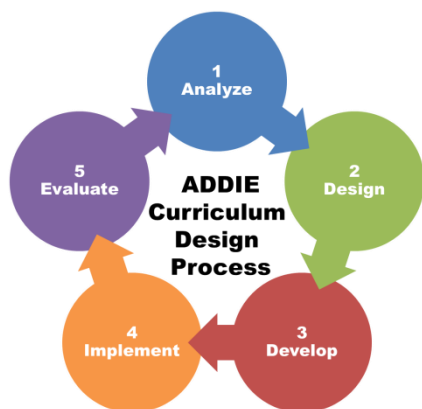 1
Analyze
2
Design
3
Develop
4
Implement
5
Evaluate
ADDIE
Curriculum
Design
Process